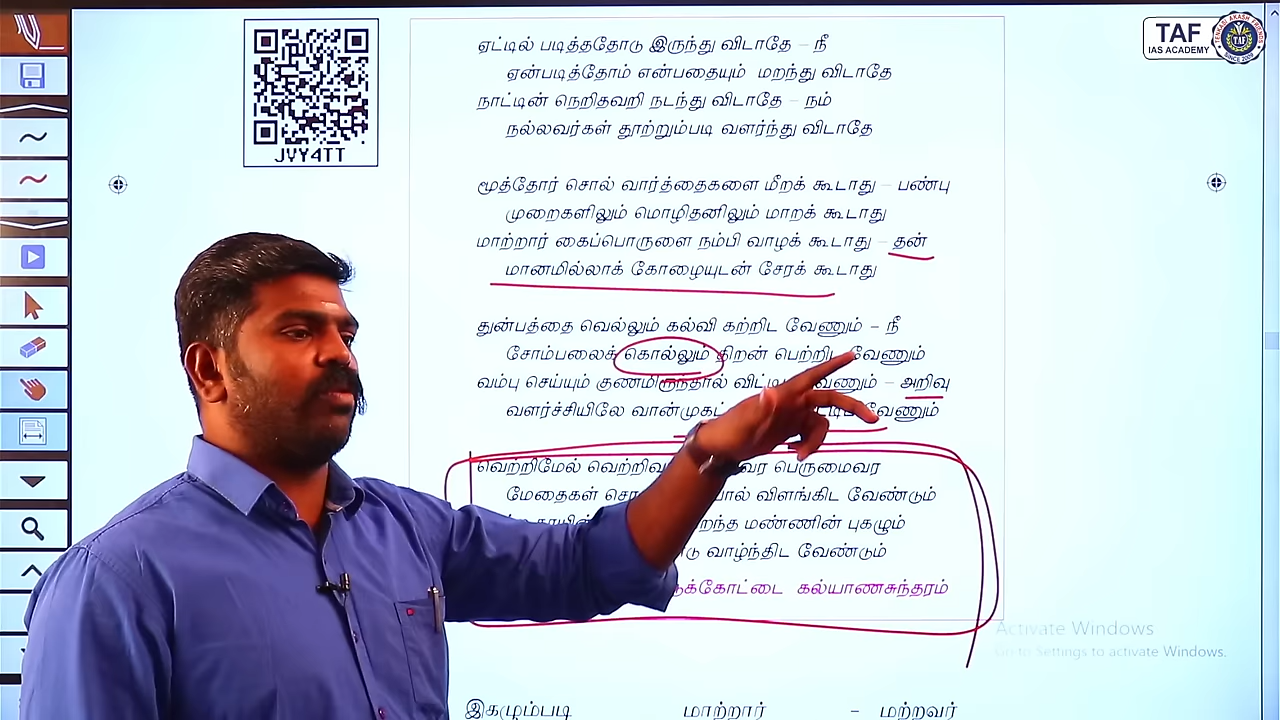 TAF
IAS ACADEMY
TAF
SINCE 2009
JVY4TT
ஏட்டில் படித்ததோடு இருந்து விடாதே – நீ
ஏன்படித்தோம் என்பதையும் மறந்து விடாதே
நாட்டின் நெறிதவறி நடந்து விடாதே – நம்
நல்லவர்கள் தூற்றும்படி வளர்ந்து விடாதே
மூத்தோர் சொல் வார்த்தைகளை மீறக் கூடாது – பண்பு
முறைகளிலும் மொழிதனிலும் மாறக் கூடாது
மாற்றார் கைப்பொருளை நம்பி வாழக் கூடாது – தன்
மானமில்லாக் கோழையுடன் சேரக் கூடாது
துன்பத்தை வெல்லும் கல்வி கற்றிட வேணும் – நீ
சோம்பலைக் கொல்லும் திறன் பெற்றிட வேணும்
வம்பு செய்யும் குணமிருந்தால் வேணும் – அறிவு
வளர்ச்சியிலே வேணும்
வெற்றிமேல் பெருமைவர
மேதைகள் விளங்கிட வேண்டும்
மண்ணின் புகழும்
வாழ்ந்திட வேண்டும்
கல்யாணசுந்தரம்
Activate Windows
Go to Settings to activate Windows.
இகழும்படி மாற்றார் – மற்றவர்